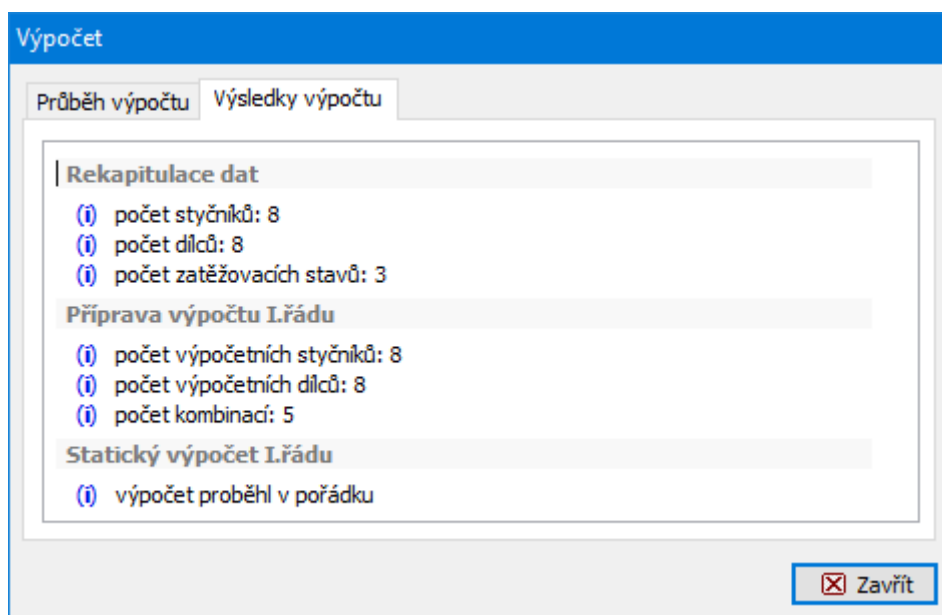 Výpočet
Průběh výpočtu
Výsledky výpočtu
Rekapitulace dat
(i) počet styčníků: 8
(i) počet dílců: 8
(i) počet zatěžovacích stavů: 3
Příprava výpočtu I.řádu
(i) počet výpočetních styčníků: 8
(i) počet výpočetních dílců: 8
(i) počet kombinací: 5
Statický výpočet I.řádu
(i) výpočet proběhl v pořádku
Zavřít